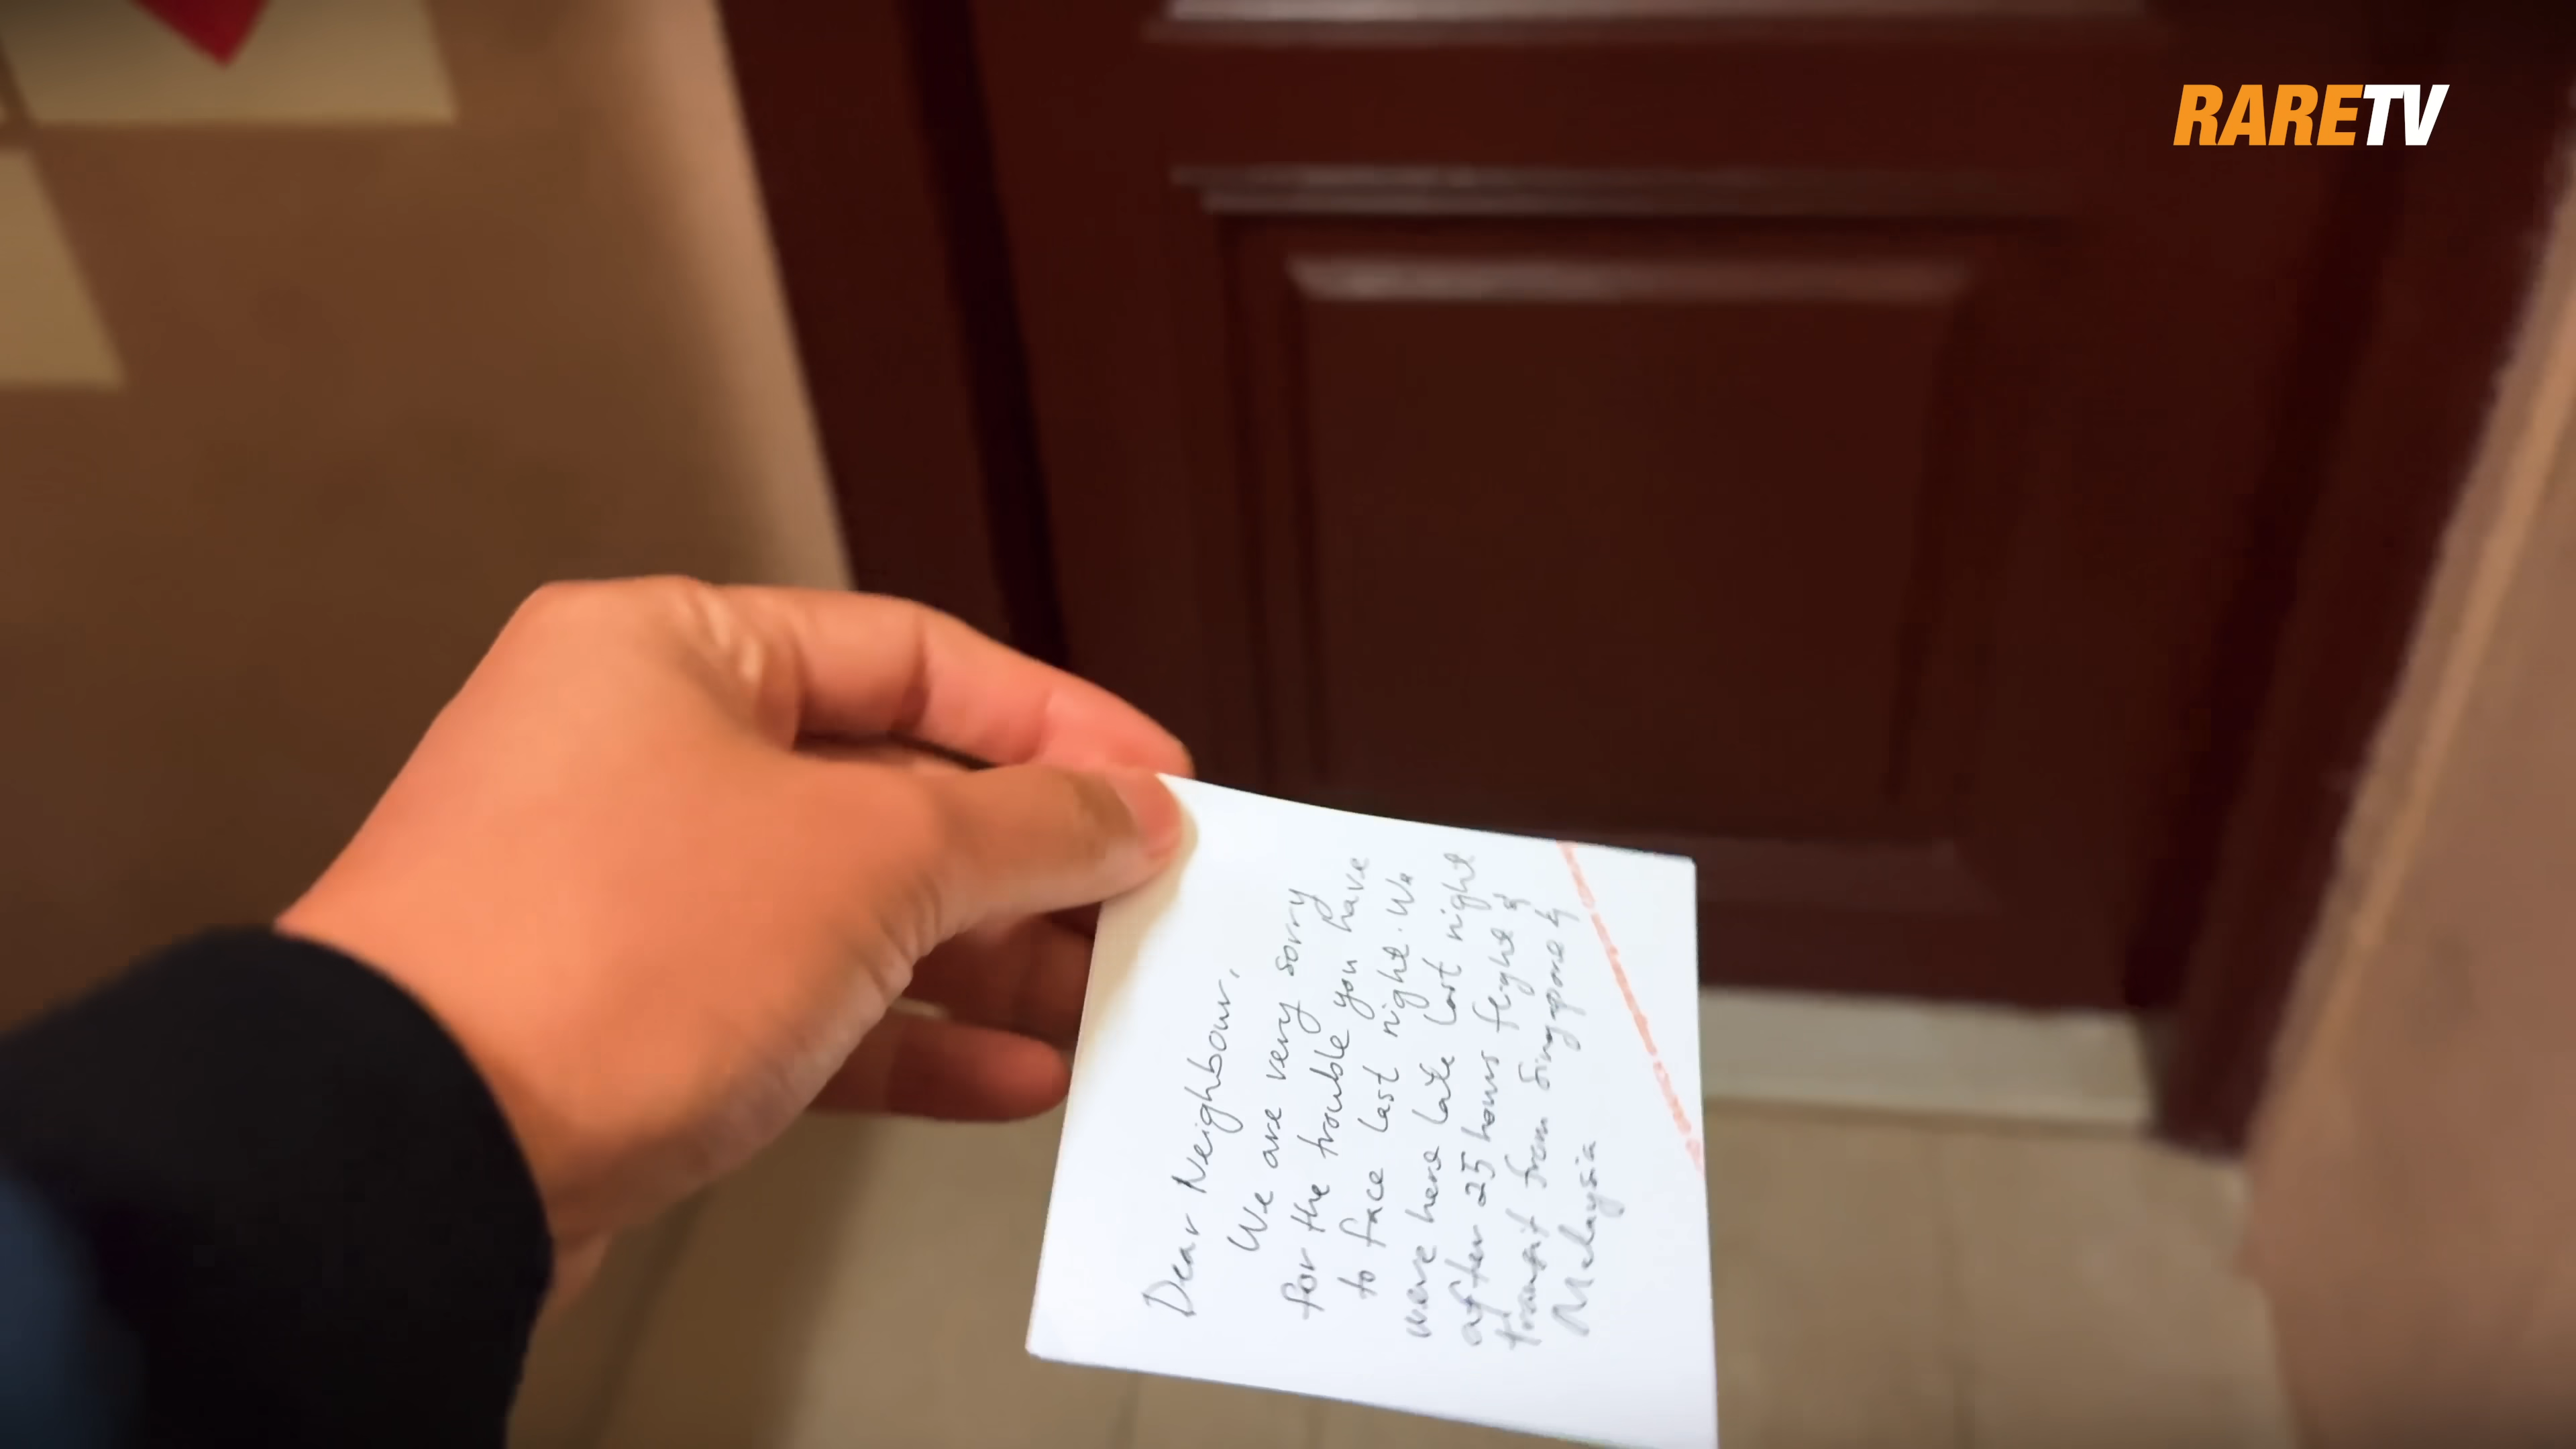 RARETV
Dear Neighbour,
We are very sorry
for the trouble you have
to face last night. We
were here late last night
after 25 hours flight &
transit from Singapore &
Malaysia